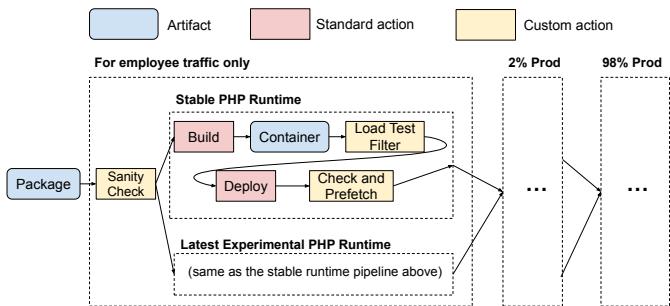 Artifact
Standard action
Custom action
For employee traffic only
2% Prod
98% Prod
Stable PHP Runtime
Build
Container
Load Test
Filter
Package
Sanity
Check
Deploy
Check and
Prefetch
...
...
Latest Experimental PHP Runtime
(same as the stable runtime pipeline above)